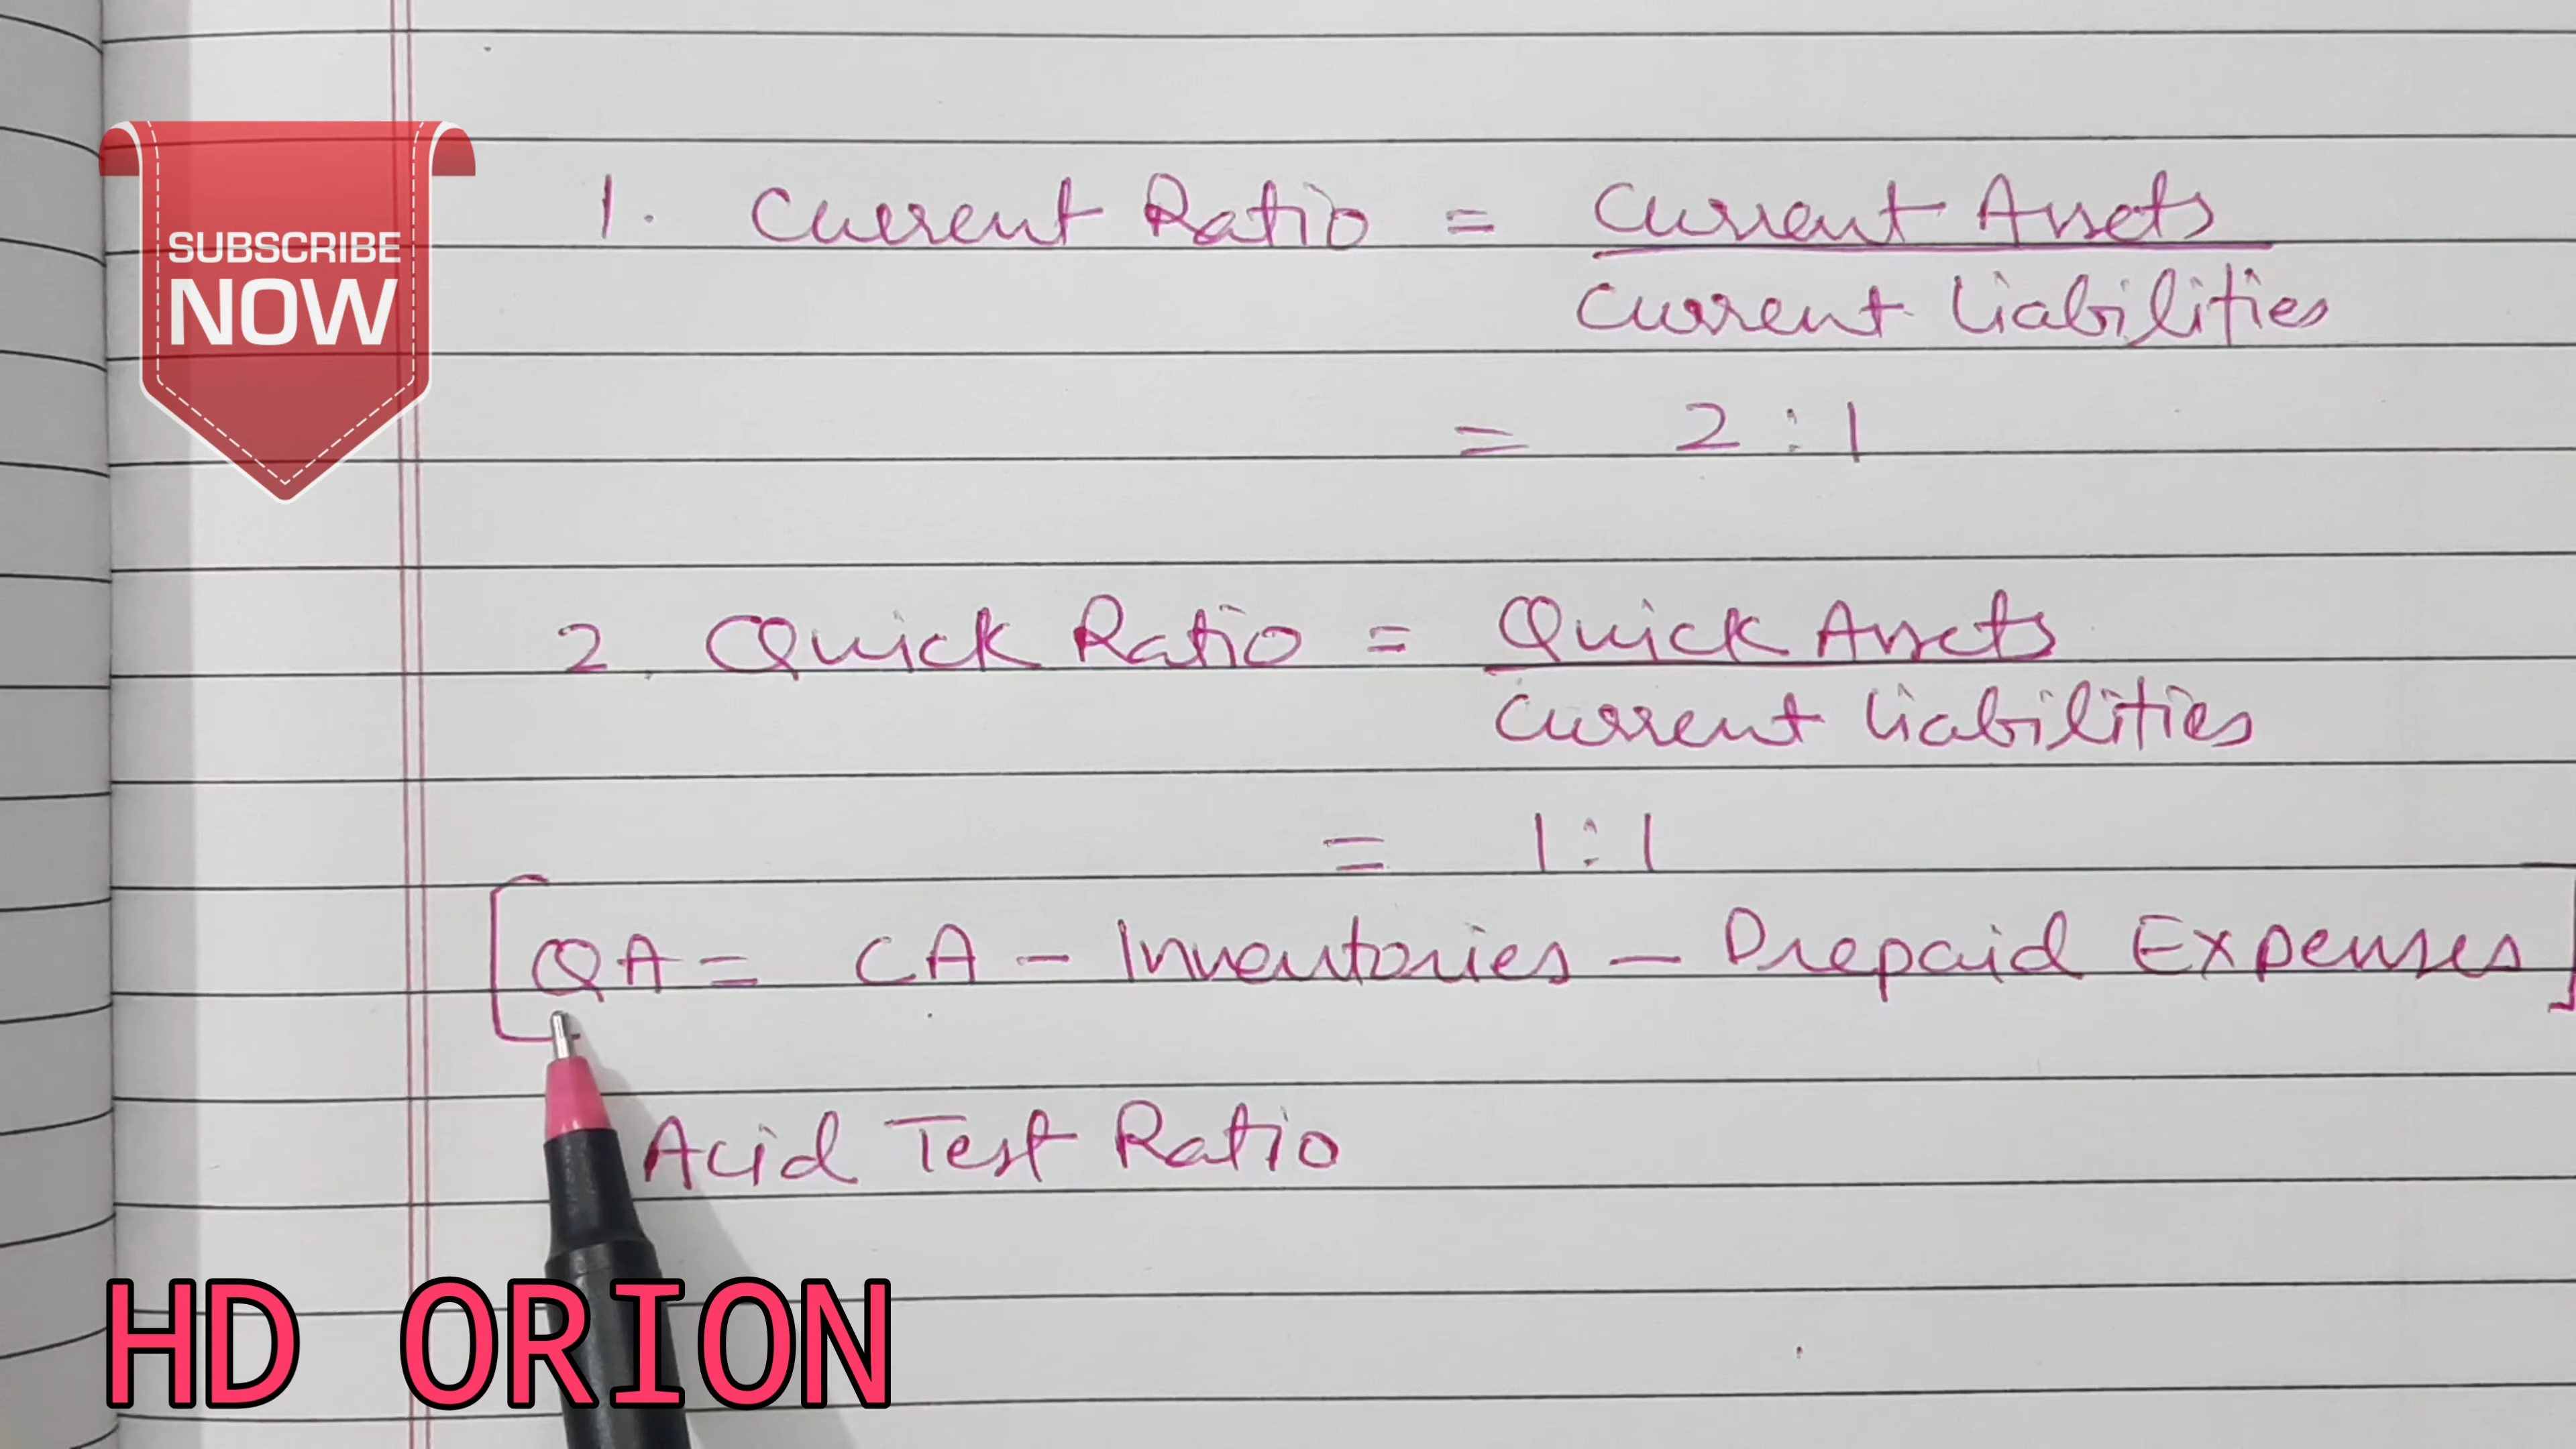 SUBSCRIBE
NOW
1. Current Ratio = Current Assets
Current Liabilities
= 2 : 1
2. Quick Ratio = Quick Assets
Current Liabilities
= 1 : 1
[QA = CA - Inventories - Prepaid Expenses]
Acid Test Ratio
HD ORION